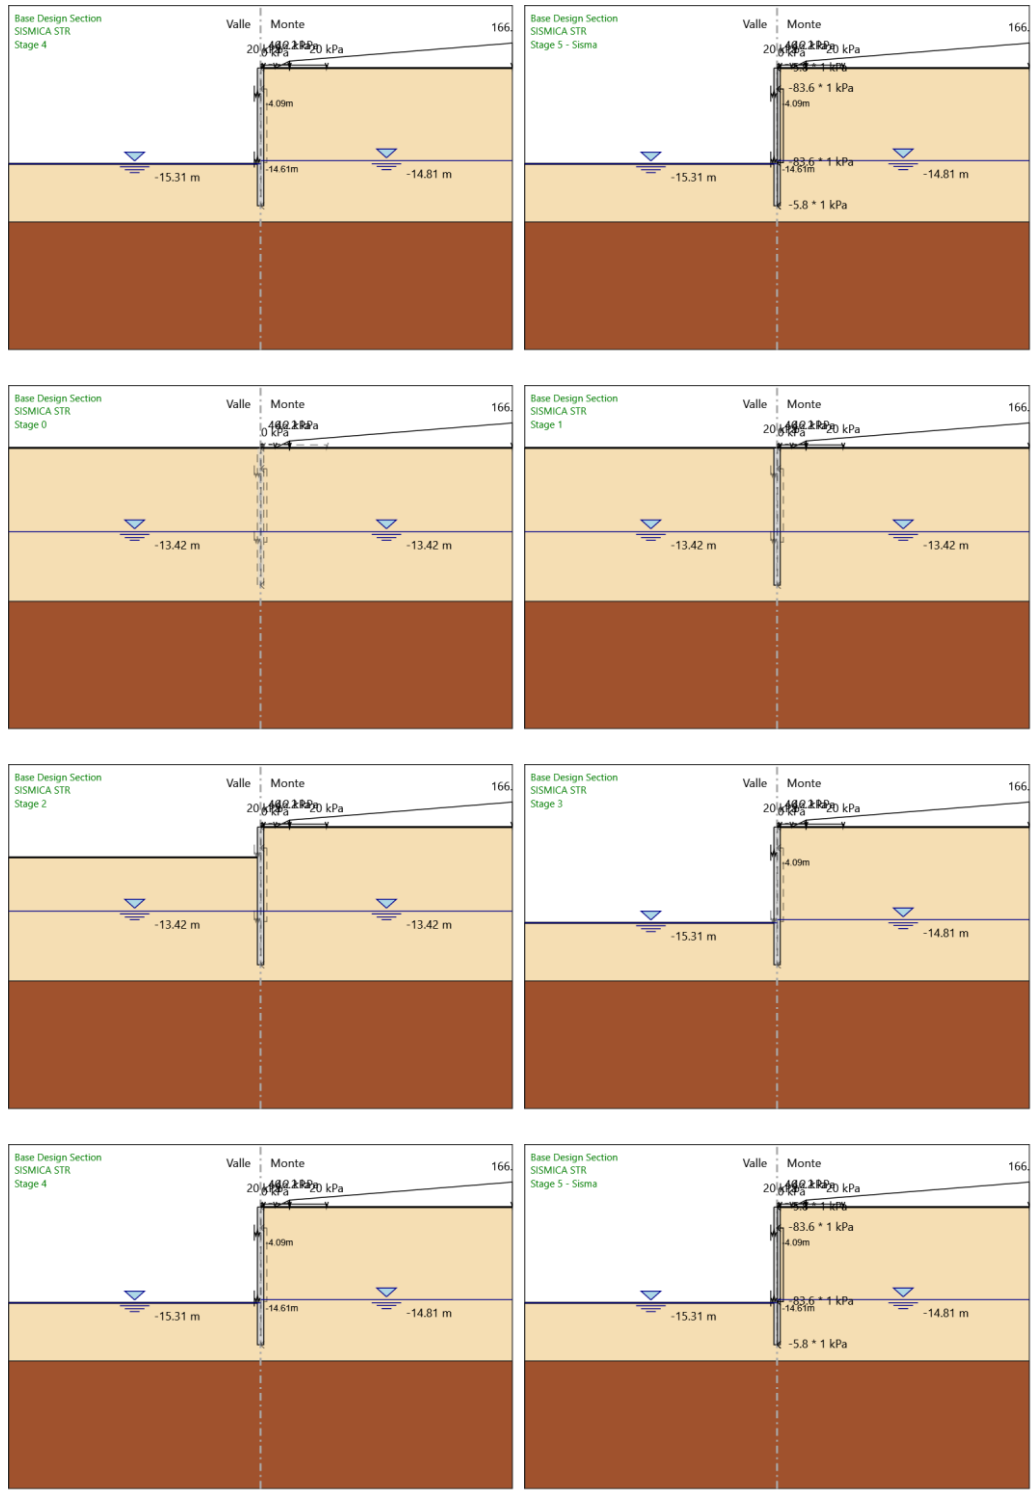 Base Design Section
SISMICA STR
Stage 4
Valle Monte
166.
20 kPa
0 kPa
-4.09m
-14.61m
-15.31 m
-14.81 m
Base Design Section
SISMICA STR
Stage 5 - Sisma
Valle Monte
166.
20 kPa
-83.6 * 1 kPa
-4.09m
-83.6 * 1 kPa
-14.61m
-15.31 m
-14.81 m
-5.8 * 1 kPa
Base Design Section
SISMICA STR
Stage 0
Valle Monte
166.
0 kPa
-13.42 m
-13.42 m
Base Design Section
SISMICA STR
Stage 1
Valle Monte
166.
20 kPa
0 kPa
-13.42 m
-13.42 m
Base Design Section
SISMICA STR
Stage 2
Valle Monte
166.
20 kPa
0 kPa
-13.42 m
-13.42 m
Base Design Section
SISMICA STR
Stage 3
Valle Monte
166.
20 kPa
0 kPa
-4.09m
-15.31 m
-14.81 m
Base Design Section
SISMICA STR
Stage 4
Valle Monte
166.
20 kPa
0 kPa
-4.09m
-14.61m
-15.31 m
-14.81 m
Base Design Section
SISMICA STR
Stage 5 - Sisma
Valle Monte
166.
20 kPa
-83.6 * 1 kPa
-4.09m
-83.6 * 1 kPa
-14.61m
-15.31 m
-14.81 m
-5.8 * 1 kPa